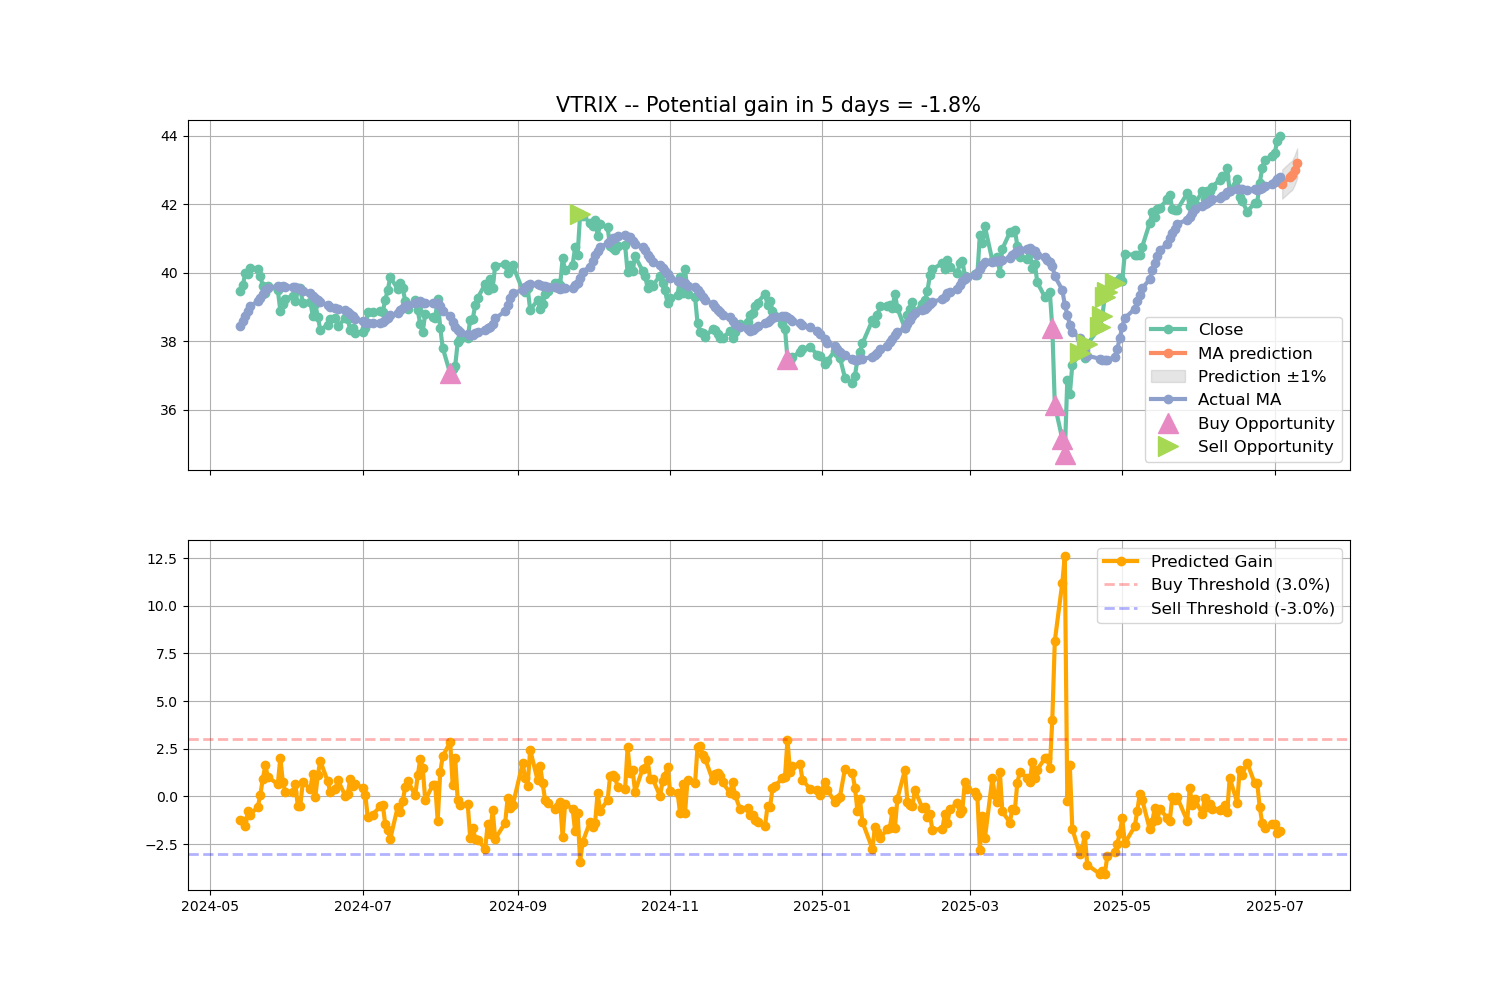 VTRIX -- Potential gain in 5 days = -1.8%
44
42
40
38
36
Close
MA prediction
Prediction ±1%
Actual MA
Buy Opportunity
Sell Opportunity
12.5
10.0
7.5
5.0
2.5
0.0
−2.5
Predicted Gain
Buy Threshold (3.0%)
Sell Threshold (-3.0%)
2024-05
2024-07
2024-09
2024-11
2025-01
2025-03
2025-05
2025-07